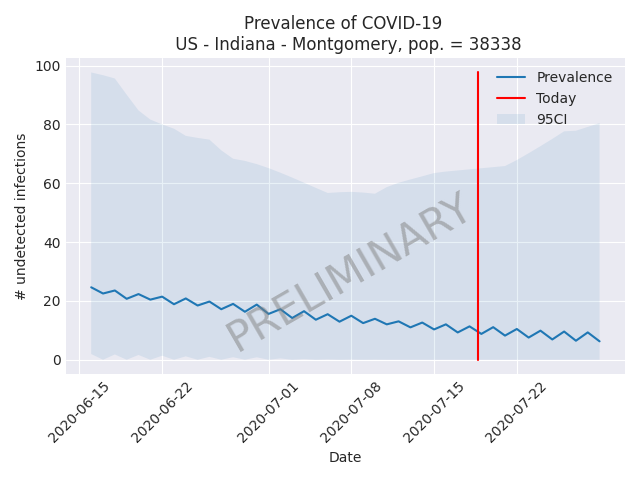 Prevalence of COVID-19
US - Indiana - Montgomery, pop. = 38338
100
80
60
40
20
0
# undetected infections
Prevalence
Today
95CI
PRELIMINARY
2020-06-15
2020-06-22
2020-07-01
2020-07-08
2020-07-15
2020-07-22
Date